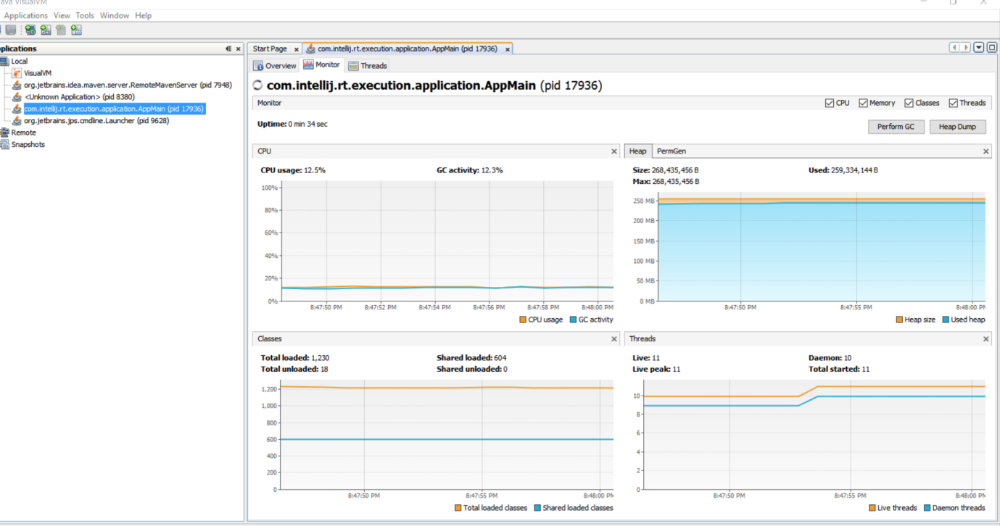 ava VisualVM
Applications View Tools Window Help
plications
Local
VisualVM
org.jetbrains.idea.maven.server.RemoteMavenServer (pid 7948)
<Unknown Application> (pid 8380)
com.intellij.rt.execution.application.AppMain (pid 17936)
org.jetbrains.jps.cmdline.Launcher (pid 9628)
Remote
Snapshots
Start Page com.intellij.rt.execution.application.AppMain (pid 17936)
Overview Monitor Threads
com.intellij.rt.execution.application.AppMain (pid 17936)
Monitor CPU Memory Classes Threads
Uptime: 0 min 34 sec Perform GC Heap Dump
CPU
CPU usage: 12.5% GC activity: 12.3%
100%
80%
60%
40%
20%
0%
8:47:50 PM 8:47:52 PM 8:47:54 PM 8:47:56 PM 8:47:58 PM 8:48:00 PM
CPU usage GC activity
Heap PermGen
Size: 268,435,456 B Used: 259,334,144 B
Max: 268,435,456 B
250 MB
200 MB
150 MB
100 MB
50 MB
0 MB
8:47:50 PM 8:47:55 PM 8:48:00 PM
Heap size Used heap
Classes
Total loaded: 1,230 Shared loaded: 604
Total unloaded: 18 Shared unloaded: 0
1,200
1,000
800
600
400
200
0
8:47:50 PM 8:47:55 PM 8:48:00 PM
Total loaded classes Shared loaded classes
Threads
Live: 11 Daemon: 10
Live peak: 11 Total started: 11
10
8
6
4
2
0
8:47:50 PM 8:47:55 PM 8:48:00 PM
Live threads Daemon threads